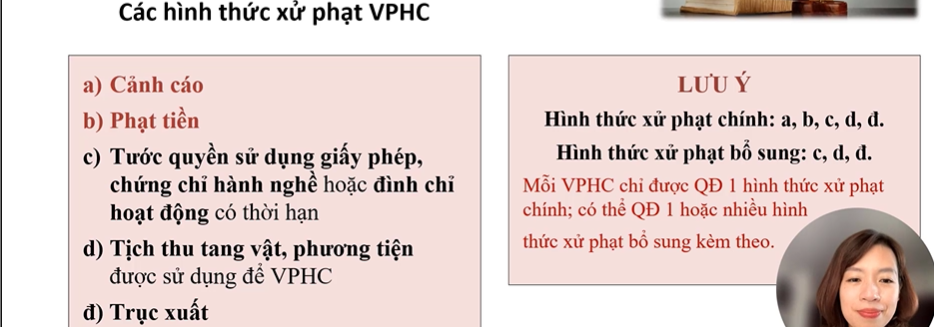 Các hình thức xử phạt VPHC
a) Cảnh cáo
b) Phạt tiền
c) Tước quyền sử dụng giấy phép,
chứng chỉ hành nghề hoặc đình chỉ
hoạt động có thời hạn
d) Tịch thu tang vật, phương tiện
được sử dụng để VPHC
đ) Trục xuất
LƯU Ý
Hình thức xử phạt chính: a, b, c, d, đ.
Hình thức xử phạt bổ sung: c, d, đ.
Mỗi VPHC chỉ được QĐ 1 hình thức xử phạt
chính; có thể QĐ 1 hoặc nhiều hình
thức xử phạt bổ sung kèm theo.